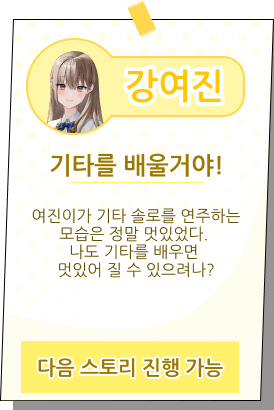 강여진
기타를 배울거야!
여진이가 기타 솔로를 연주하는
모습은 정말 멋있었다.
나도 기타를 배우면
멋있어 질 수 있으려나?
다음 스토리 진행 가능